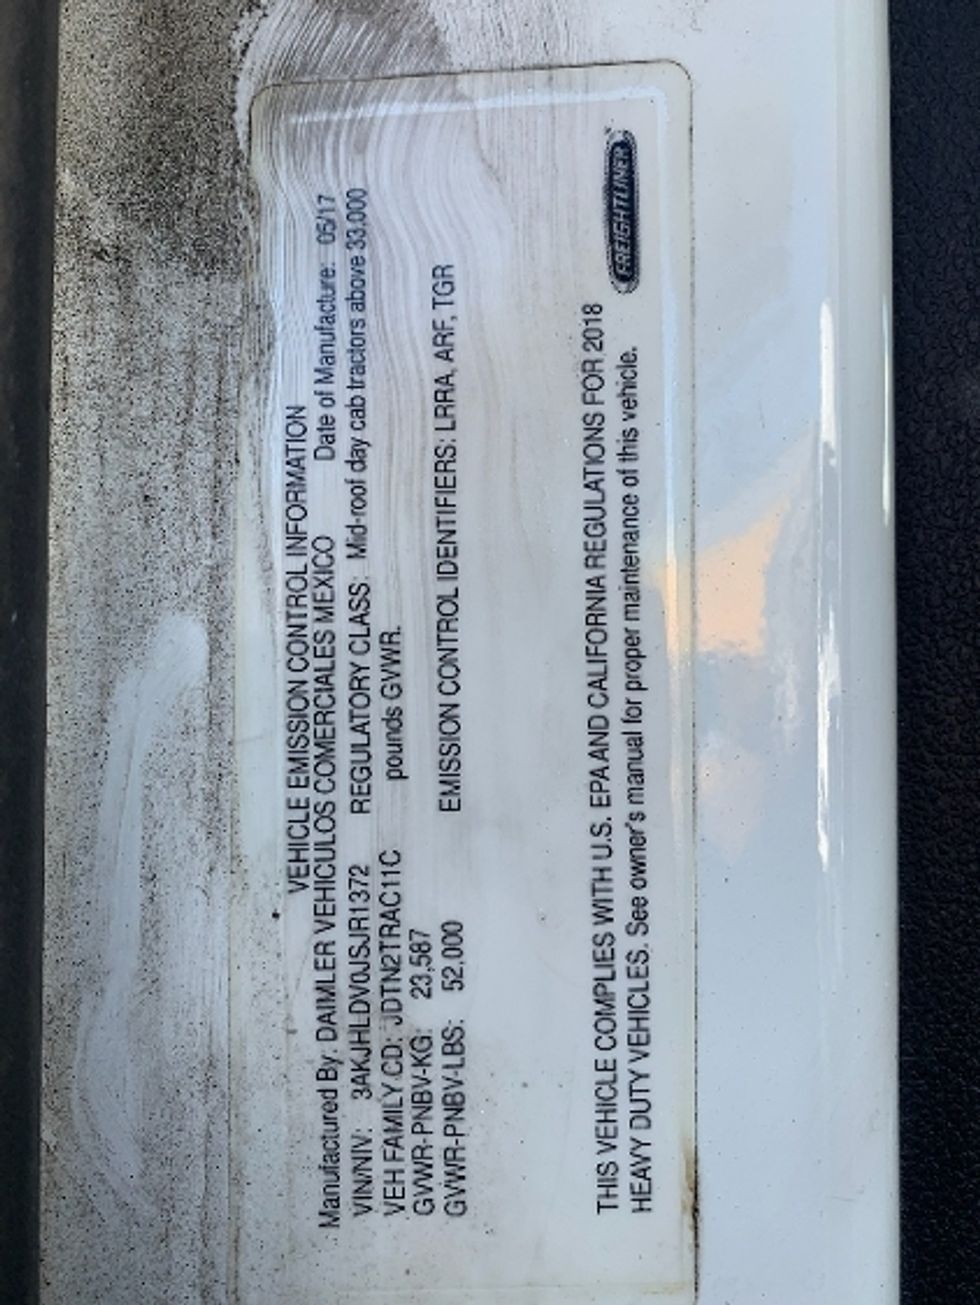 VEHICLE EMISSION CONTROL INFORMATION
Manufactured By: DAIMLER VEHICULOS COMERCIALES MEXICO Date of Manufacture: 05/17
VIN/NIV: 3AKJHLDV0JSJR1372 REGULATORY CLASS: Mid-roof day cab tractors above 33,000
VEH FAMILY CD: JDTN2TRAC11C pounds GVWR.
GVWR-PNBV-KG: 23,587
GVWR-PNBV-LBS: 52,000 EMISSION CONTROL IDENTIFIERS: LRRA, ARF, TGR
THIS VEHICLE COMPLIES WITH U.S. EPA AND CALIFORNIA REGULATIONS FOR 2018
HEAVY DUTY VEHICLES. See owner's manual for proper maintenance of this vehicle.
FREIGHTLINER